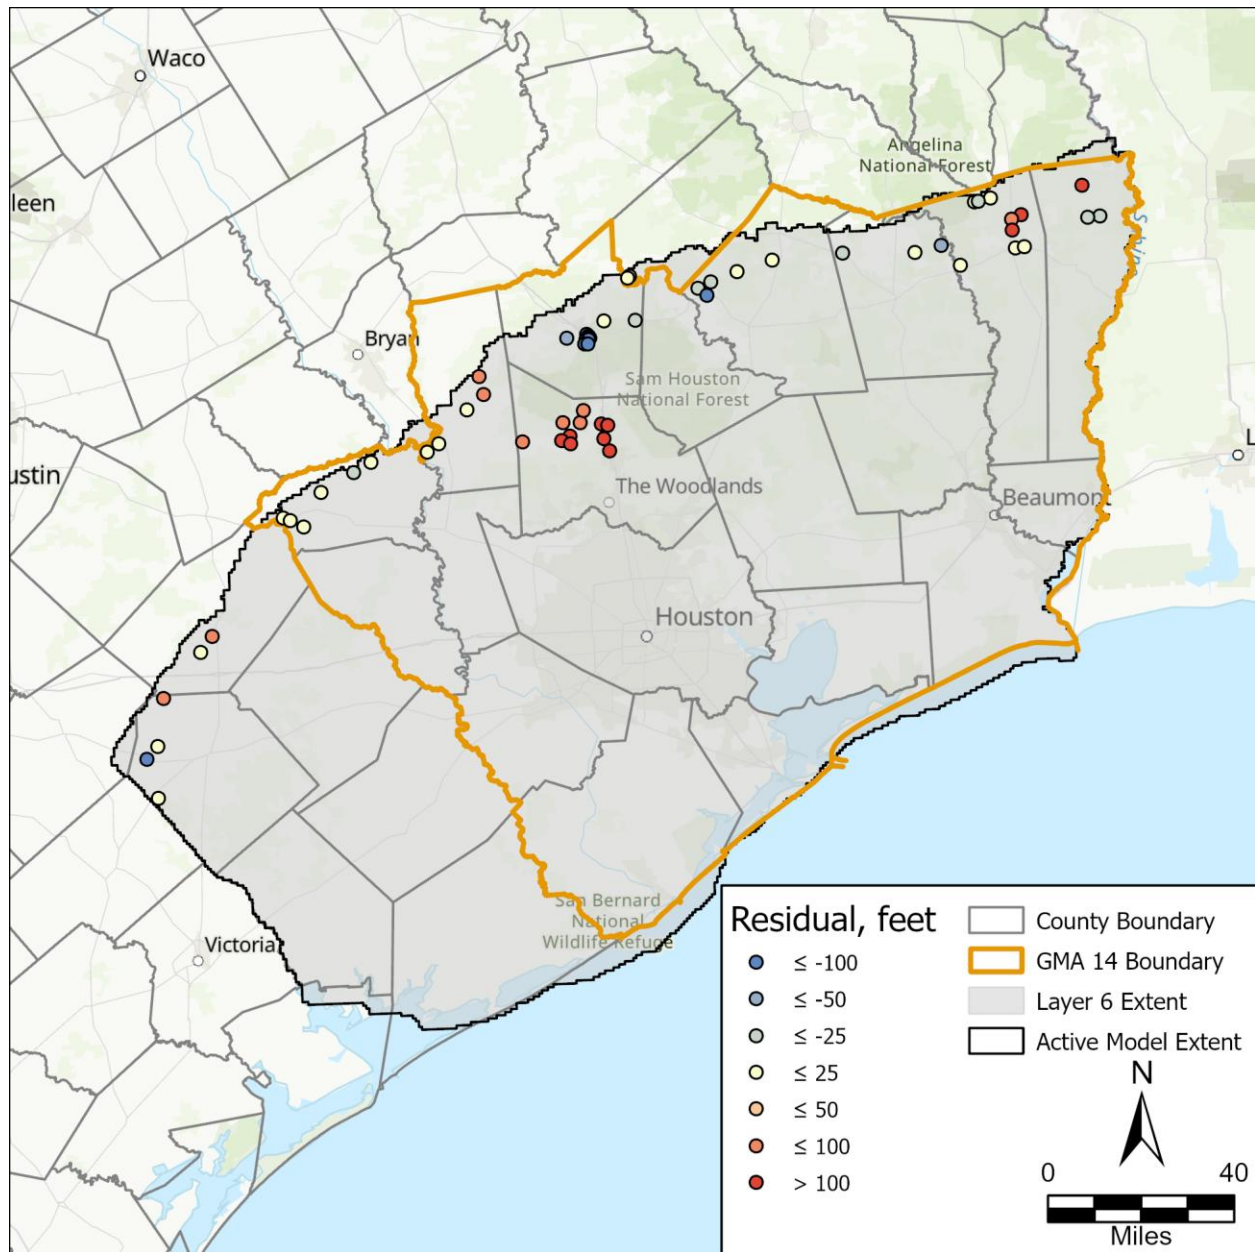 Waco
Angelina
National Forest
leen
Sabine
Bryan
Sam Houston
National Forest
ustin
L
The Woodlands
Beaumont
Houston
San Bernard
National
Wildlife Refuge
Victoria
Residual, feet
≤ -100
≤ -50
≤ -25
≤ 25
≤ 50
≤ 100
> 100
County Boundary
GMA 14 Boundary
Layer 6 Extent
Active Model Extent
N
0 40
Miles